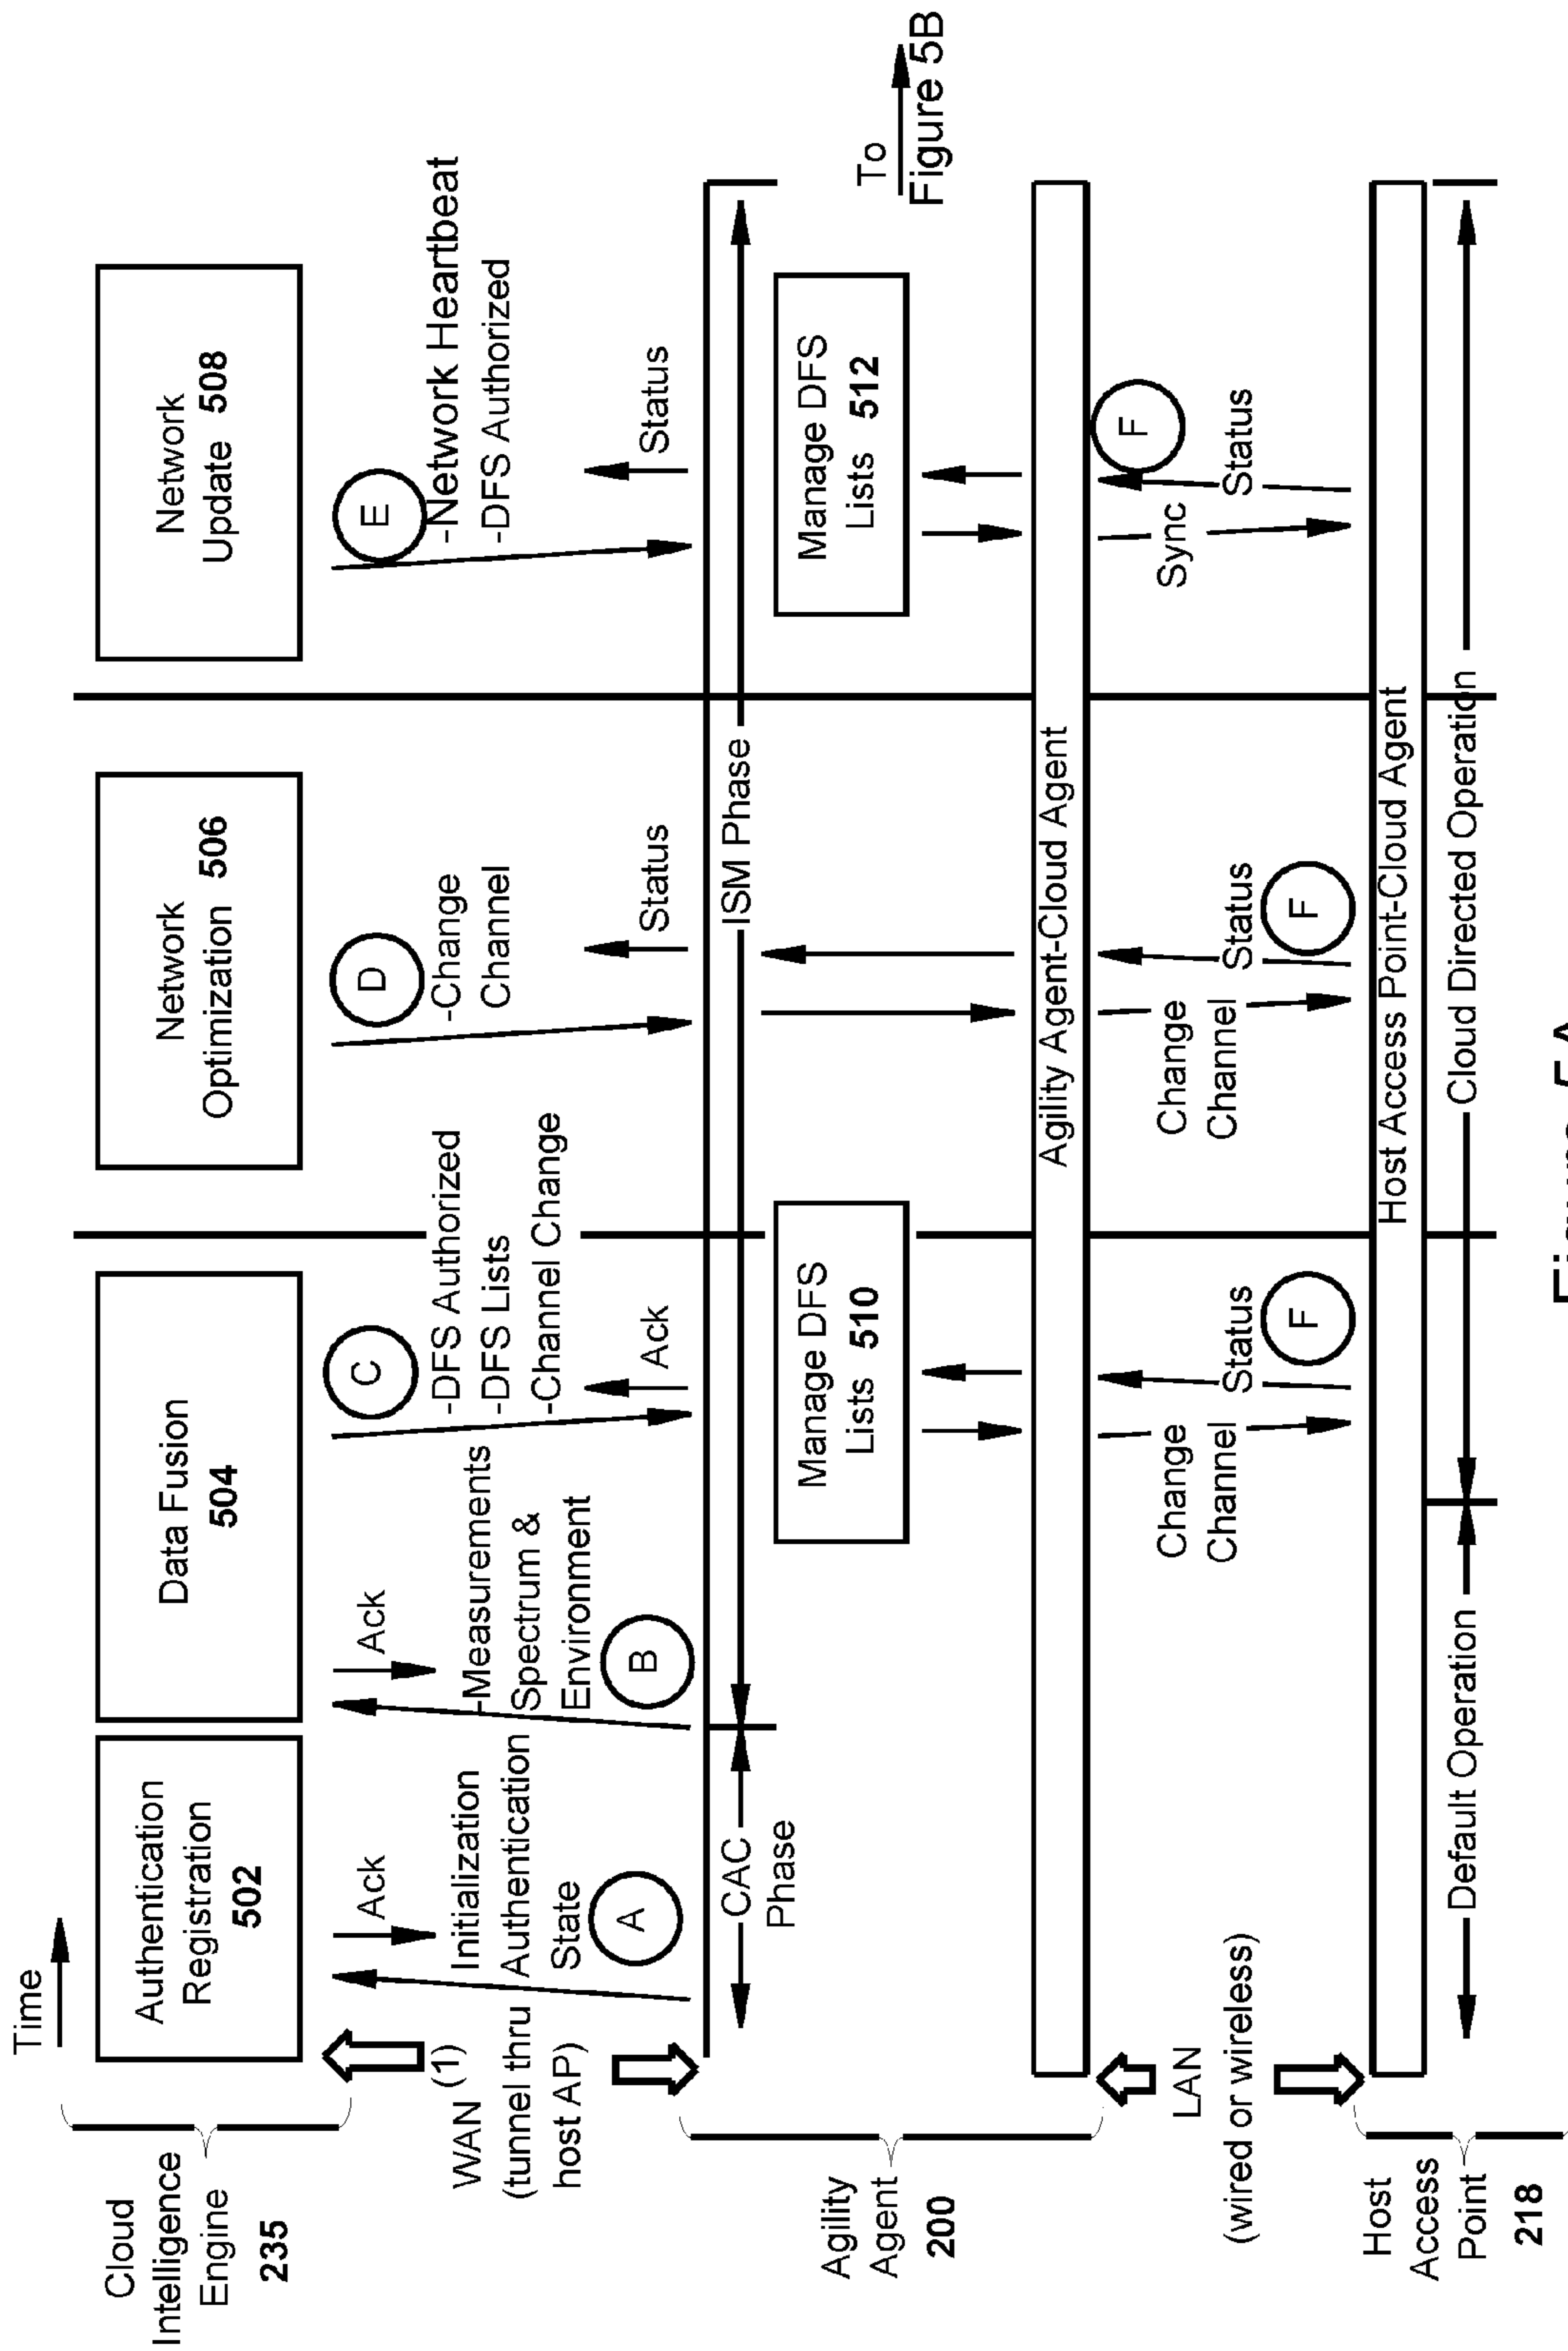 Time
Cloud
Intelligence
Engine
235
Authentication
Registration
502
Data Fusion
504
Network
Optimization 506
Network
Update 508
WAN (1)
(tunnel thru
host AP)
Ack
Initialization
Authentication
State
A
Ack
-Measurements
Spectrum &
Environment
B
C
-DFS Authorized
-DFS Lists
-Channel Change
Ack
D
-Change
Channel
Status
E
-Network Heartbeat
-DFS Authorized
Status
CAC
Phase
ISM Phase
Agility
Agent
200
Manage DFS
Lists 510
Manage DFS
Lists 512
To
Figure 5B
Agility Agent-Cloud Agent
LAN
(wired or wireless)
Change
Channel
Status
F
Change
Channel
Status
F
Sync
Status
F
Host
Access
Point
218
Host Access Point-Cloud Agent
Default Operation
Cloud Directed Operation
Figure 5A